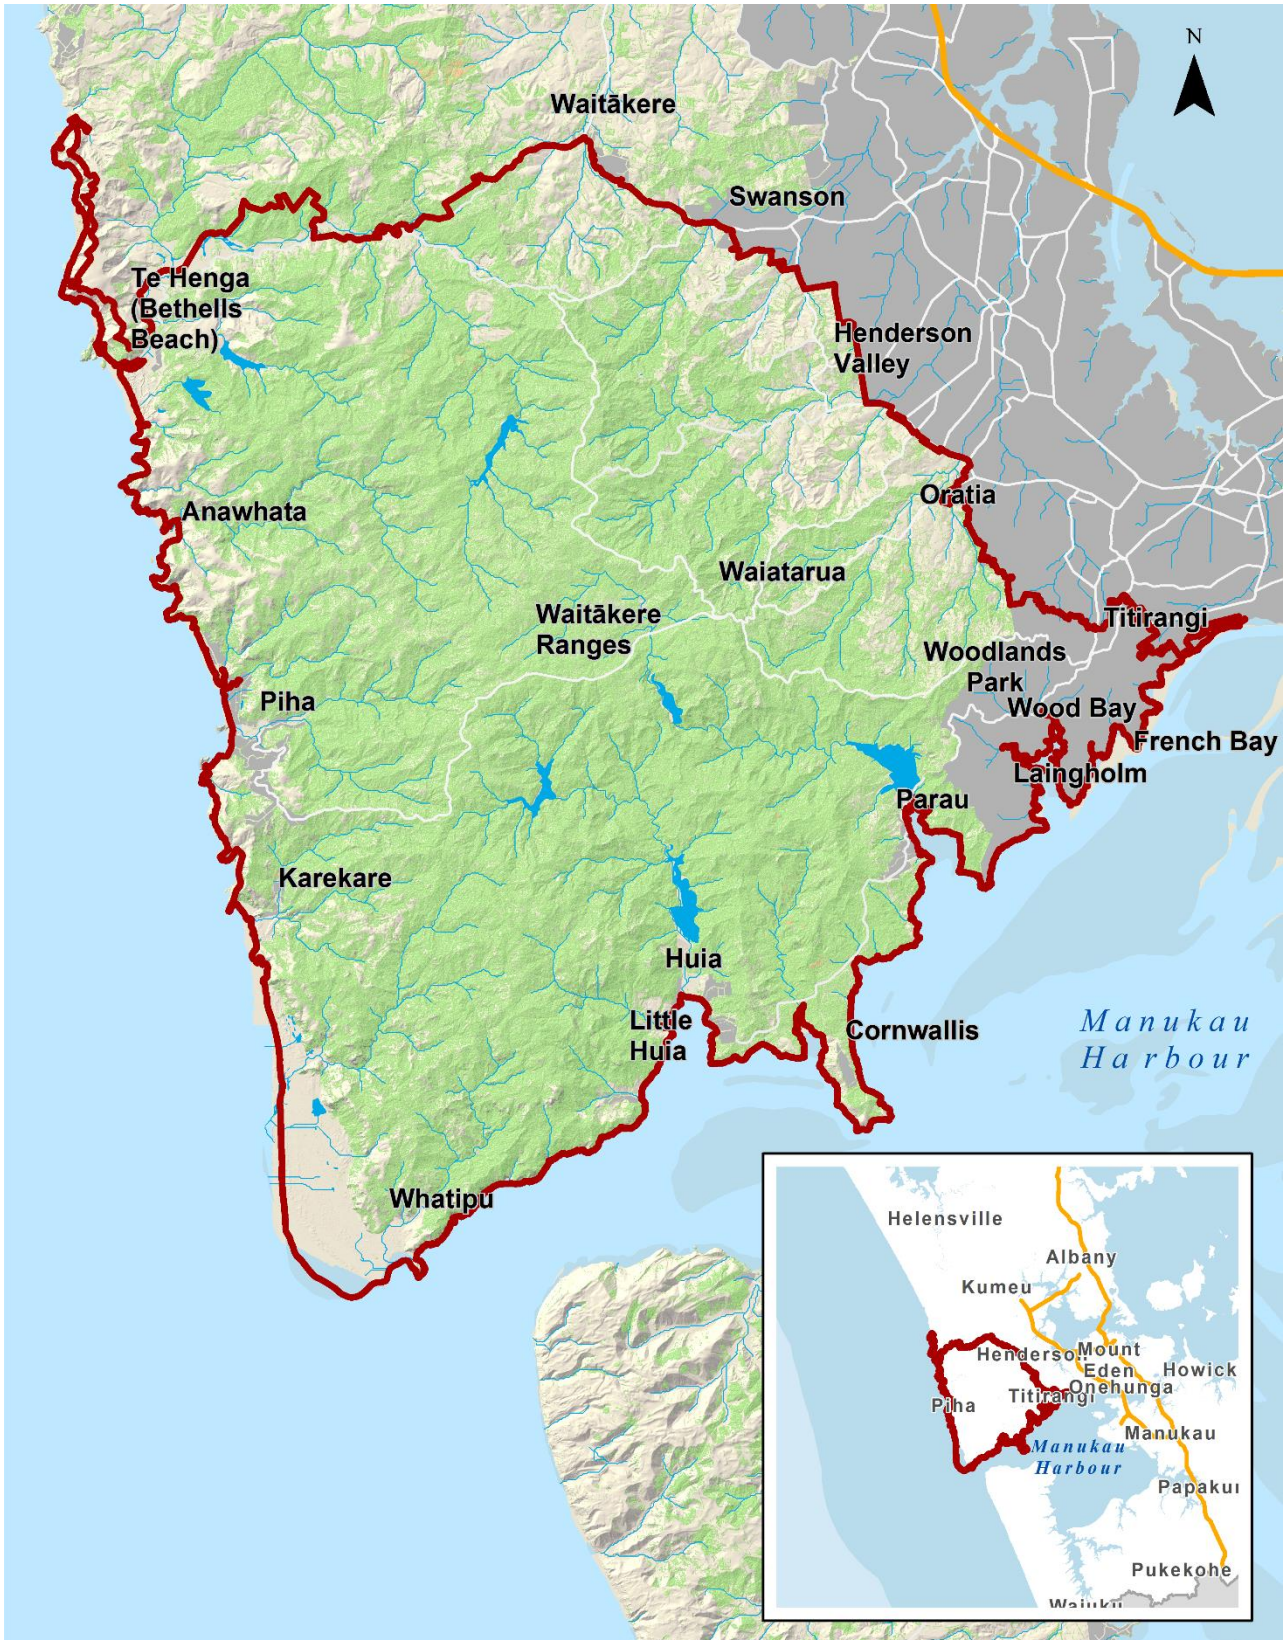 N
Waitākere
Swanson
Te Henga
(Bethells
Beach)
Henderson
Valley
Oratia
Anawhata
Waiatarua
Waitākere
Ranges
Titirangi
Woodlands
Park
Piha
Wood Bay
French Bay
Laingholm
Parau
Karekare
Huia
Little
Huia
Cornwallis
Manukau
Harbour
Whatipu
Helensville
Albany
Kumeu
Henderson
Mount
Eden
Howick
Onehunga
Titirangi
Piha
Manukau
Manukau
Harbour
Papaku
Pukekohe
Waiuku